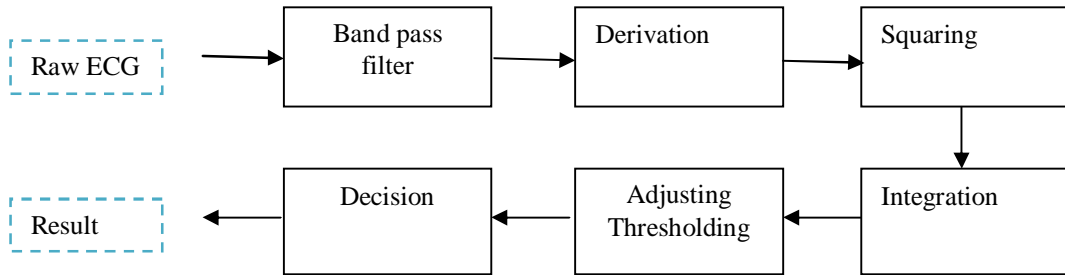 Raw ECG
Band pass
filter
Derivation
Squaring
Result
Decision
Adjusting
Thresholding
Integration